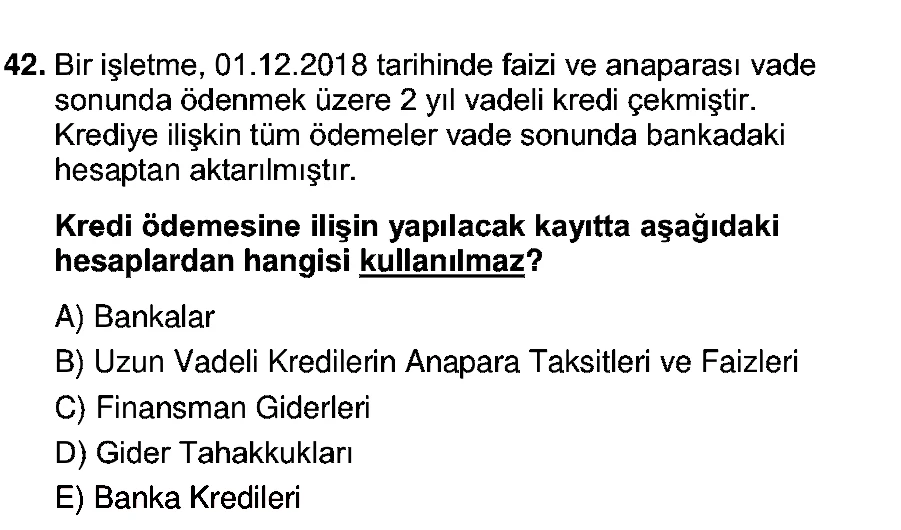 42. Bir işletme, 01.12.2018 tarihinde faizi ve anaparası vade
sonunda ödenmek üzere 2 yıl vadeli kredi çekmiştir.
Krediye ilişkin tüm ödemeler vade sonunda bankadaki
hesaptan aktarılmıştır.
Kredi ödemesine ilişin yapılacak kayıtta aşağıdaki
hesaplardan hangisi kullanılmaz?
A) Bankalar
B) Uzun Vadeli Kredilerin Anapara Taksitleri ve Faizleri
C) Finansman Giderleri
D) Gider Tahakkukları
E) Banka Kredileri